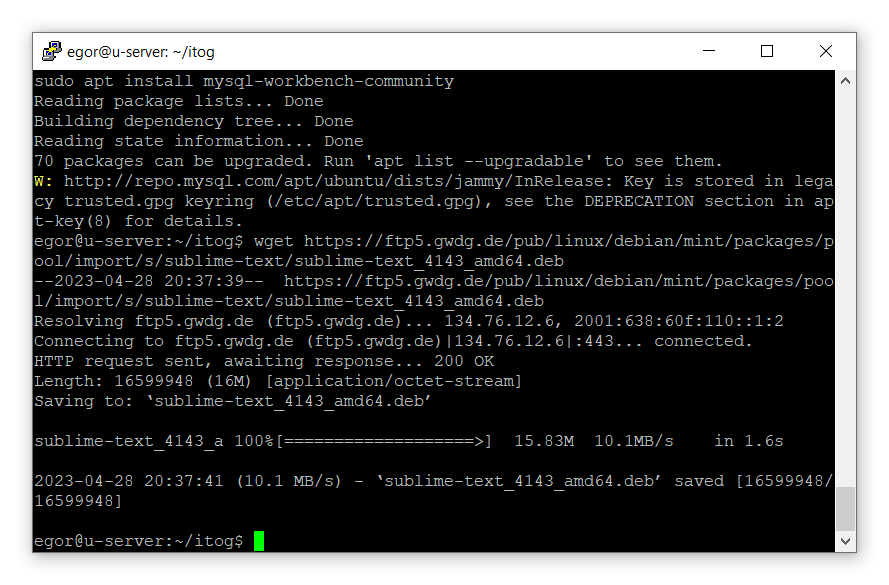 egor@u-server: ~/itog
sudo apt install mysql-workbench-community
Reading package lists... Done
Building dependency tree... Done
Reading state information... Done
70 packages can be upgraded. Run 'apt list --upgradable' to see them.
W: http://repo.mysql.com/apt/ubuntu/dists/jammy/InRelease: Key is stored in lega
cy trusted.gpg keyring (/etc/apt/trusted.gpg), see the DEPRECATION section in ap
t-key(8) for details.
egor@u-server:~/itog$ wget https://ftp5.gwdg.de/pub/linux/debian/mint/packages/p
ool/import/s/sublime-text/sublime-text_4143_amd64.deb
--2023-04-28 20:37:39--  https://ftp5.gwdg.de/pub/linux/debian/mint/packages/poo
l/import/s/sublime-text/sublime-text_4143_amd64.deb
Resolving ftp5.gwdg.de (ftp5.gwdg.de)... 134.76.12.6, 2001:638:60f:110::1:2
Connecting to ftp5.gwdg.de (ftp5.gwdg.de)|134.76.12.6|:443... connected.
HTTP request sent, awaiting response... 200 OK
Length: 16599948 (16M) [application/octet-stream]
Saving to: ‘sublime-text_4143_amd64.deb’
sublime-text_4143_a 100%[===================>]  15.83M  10.1MB/s    in 1.6s
2023-04-28 20:37:41 (10.1 MB/s) - ‘sublime-text_4143_amd64.deb’ saved [16599948/
16599948]
egor@u-server:~/itog$